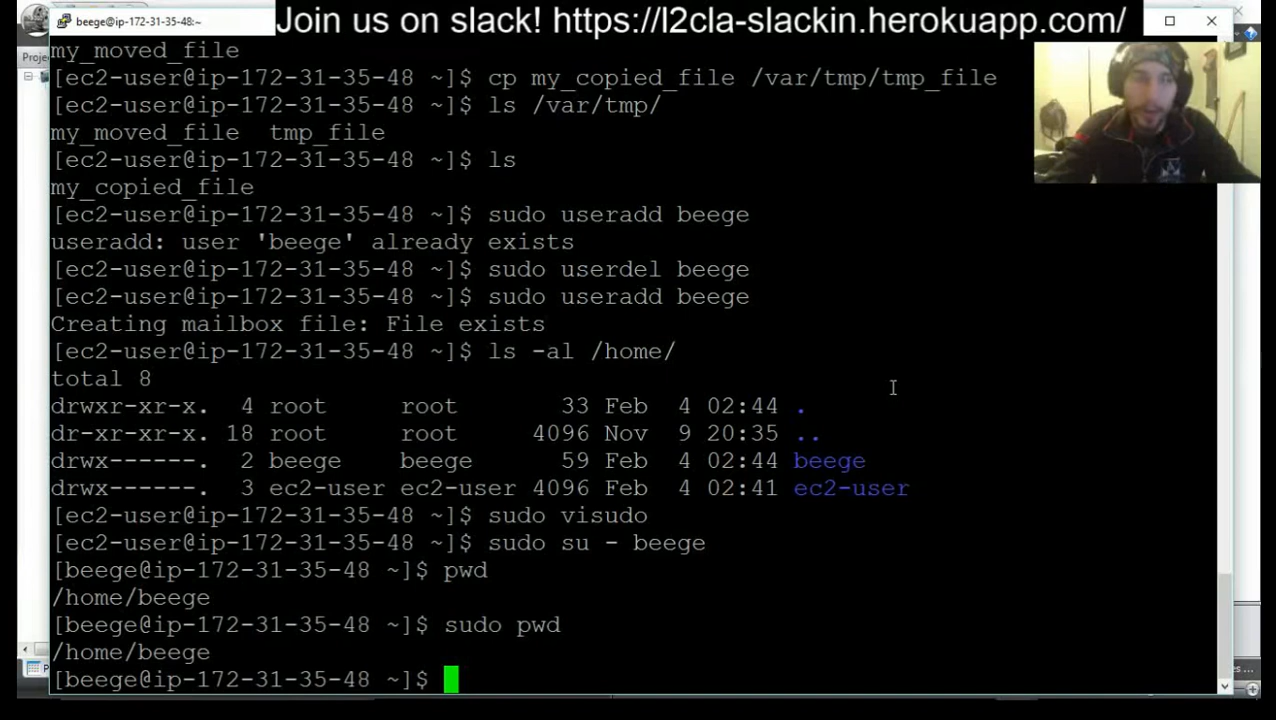 beege@ip-172-31-35-48:~
Join us on slack! https://l2cla-slackin.herokuapp.com/
Proje
my_moved_file
[ec2-user@ip-172-31-35-48 ~]$ cp my_copied_file /var/tmp/tmp_file
[ec2-user@ip-172-31-35-48 ~]$ ls /var/tmp/
my_moved_file  tmp_file
[ec2-user@ip-172-31-35-48 ~]$ ls
my_copied_file
[ec2-user@ip-172-31-35-48 ~]$ sudo useradd beege
useradd: user 'beege' already exists
[ec2-user@ip-172-31-35-48 ~]$ sudo userdel beege
[ec2-user@ip-172-31-35-48 ~]$ sudo useradd beege
Creating mailbox file: File exists
[ec2-user@ip-172-31-35-48 ~]$ ls -al /home/
total 8
drwxr-xr-x.  4 root     root       33 Feb  4 02:44 .
dr-xr-xr-x. 18 root     root     4096 Nov  9 20:35 ..
drwx------.  2 beege    beege      59 Feb  4 02:44 beege
drwx------.  3 ec2-user ec2-user 4096 Feb  4 02:41 ec2-user
[ec2-user@ip-172-31-35-48 ~]$ sudo visudo
[ec2-user@ip-172-31-35-48 ~]$ sudo su - beege
[beege@ip-172-31-35-48 ~]$ pwd
/home/beege
[beege@ip-172-31-35-48 ~]$ sudo pwd
/home/beege
[beege@ip-172-31-35-48 ~]$